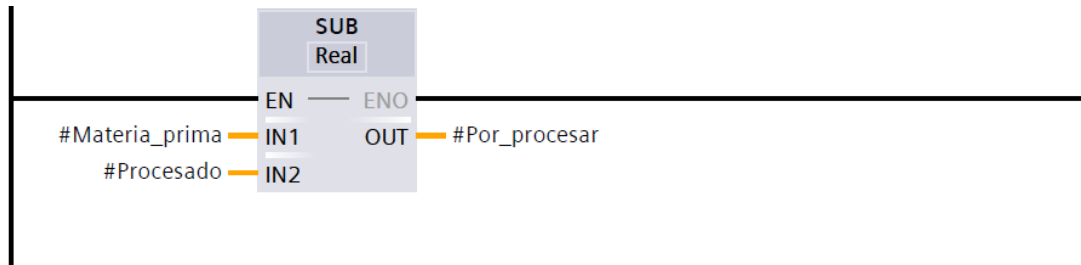 SUB
Real
EN ENO
#Materia_prima IN1 OUT #Por_procesar
#Procesado IN2